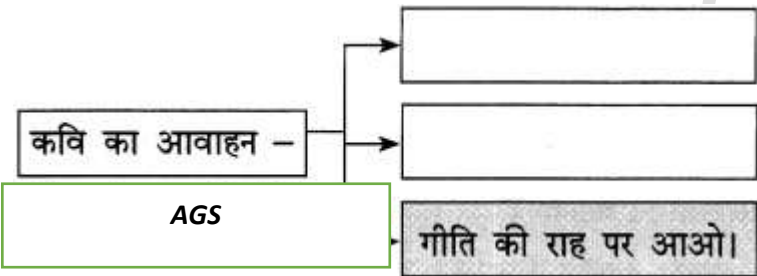 कवि का आवाहन –
AGS
गीति की राह पर आओ।